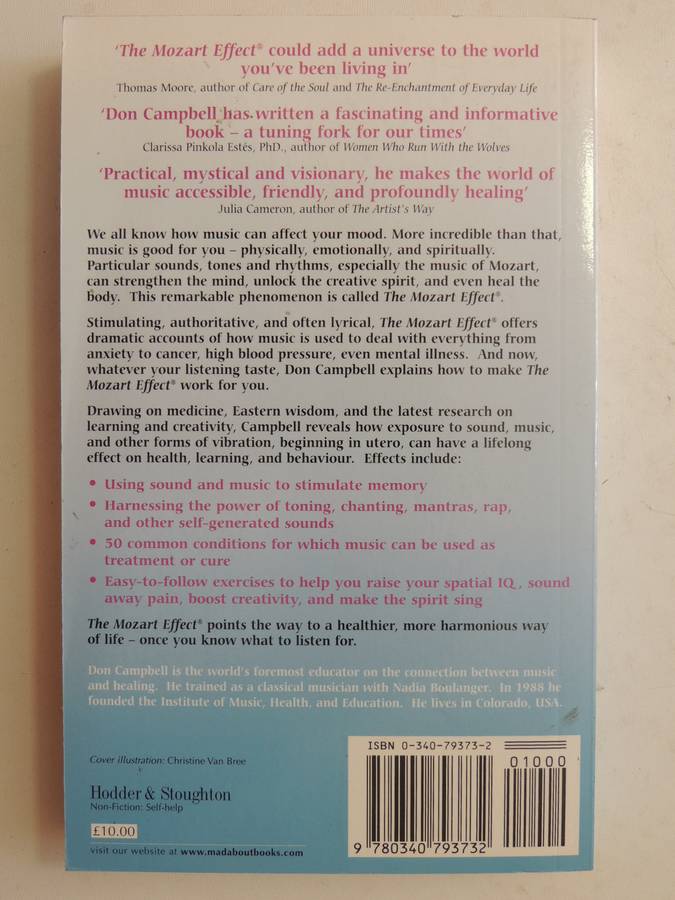 ‘The Mozart Effect® could add a universe to the world
you’ve been living in’
Thomas Moore, author of Care of the Soul and The Re-Enchantment of Everyday Life
‘Don Campbell has written a fascinating and informative
book – a tuning fork for our times’
Clarissa Pinkola Estés, PhD., author of Women Who Run With the Wolves
‘Practical, mystical and visionary, he makes the world of
music accessible, friendly, and profoundly healing’
Julia Cameron, author of The Artist's Way
We all know how music can affect your mood. More incredible than that,
music is good for you – physically, emotionally, and spiritually.
Particular sounds, tones and rhythms, especially the music of Mozart,
can strengthen the mind, unlock the creative spirit, and even heal the
body. This remarkable phenomenon is called The Mozart Effect®.
Stimulating, authoritative, and often lyrical, The Mozart Effect® offers
dramatic accounts of how music is used to deal with everything from
anxiety to cancer, high blood pressure, even mental illness. And now,
whatever your listening taste, Don Campbell explains how to make The
Mozart Effect® work for you.
Drawing on medicine, Eastern wisdom, and the latest research on
learning and creativity, Campbell reveals how exposure to sound, music,
and other forms of vibration, beginning in utero, can have a lifelong
effect on health, learning, and behaviour. Effects include:
• Using sound and music to stimulate memory
• Harnessing the power of toning, chanting, mantras, rap,
and other self-generated sounds
• 50 common conditions for which music can be used as
treatment or cure
• Easy-to-follow exercises to help you raise your spatial IQ, sound
away pain, boost creativity, and make the spirit sing
The Mozart Effect® points the way to a healthier, more harmonious way
of life – once you know what to listen for.
Don Campbell is the world's foremost educator on the connection between music
and healing. He trained as a classical musician with Nadia Boulanger. In 1988 he
founded the Institute of Music, Health, and Education. He lives in Colorado, USA.
Cover illustration: Christine Van Bree
Hodder & Stoughton
Non-Fiction: Self-help
£10.00
visit our website at www.madaboutbooks.com
ISBN 0-340-79373-2
01000
9 780340 793732